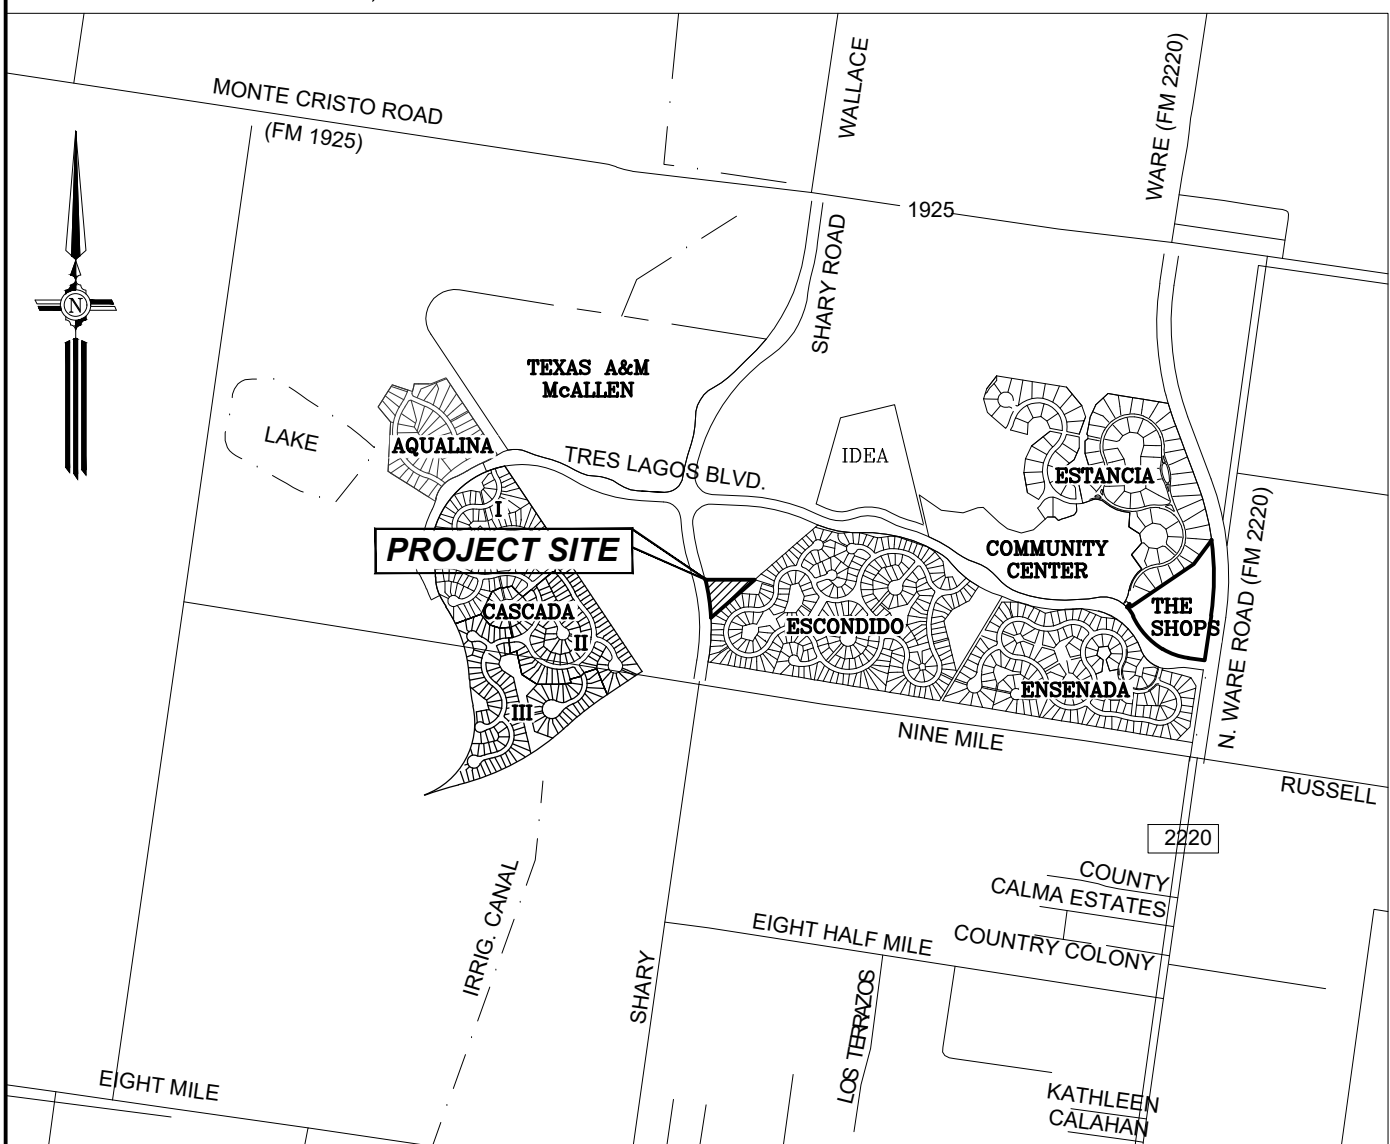 WALLACE
WARE (FM 2220)
MONTE CRISTO ROAD
(FM 1925)
1925
SHARY ROAD
N
TEXAS A&M
McALLEN
LAKE
AQUALINA
TRES LAGOS BLVD.
IDEA
ESTANCIA
I
PROJECT SITE
COMMUNITY
CENTER
CASCADA
II
ESCONDIDO
THE
SHOPS
N. WARE ROAD (FM 2220)
ENSENADA
III
NINE MILE
RUSSELL
2220
COUNTY
CALMA ESTATES
IRRIG. CANAL
EIGHT HALF MILE
COUNTRY COLONY
SHARY
LOS TERRAZOS
EIGHT MILE
KATHLEEN
CALAHAN